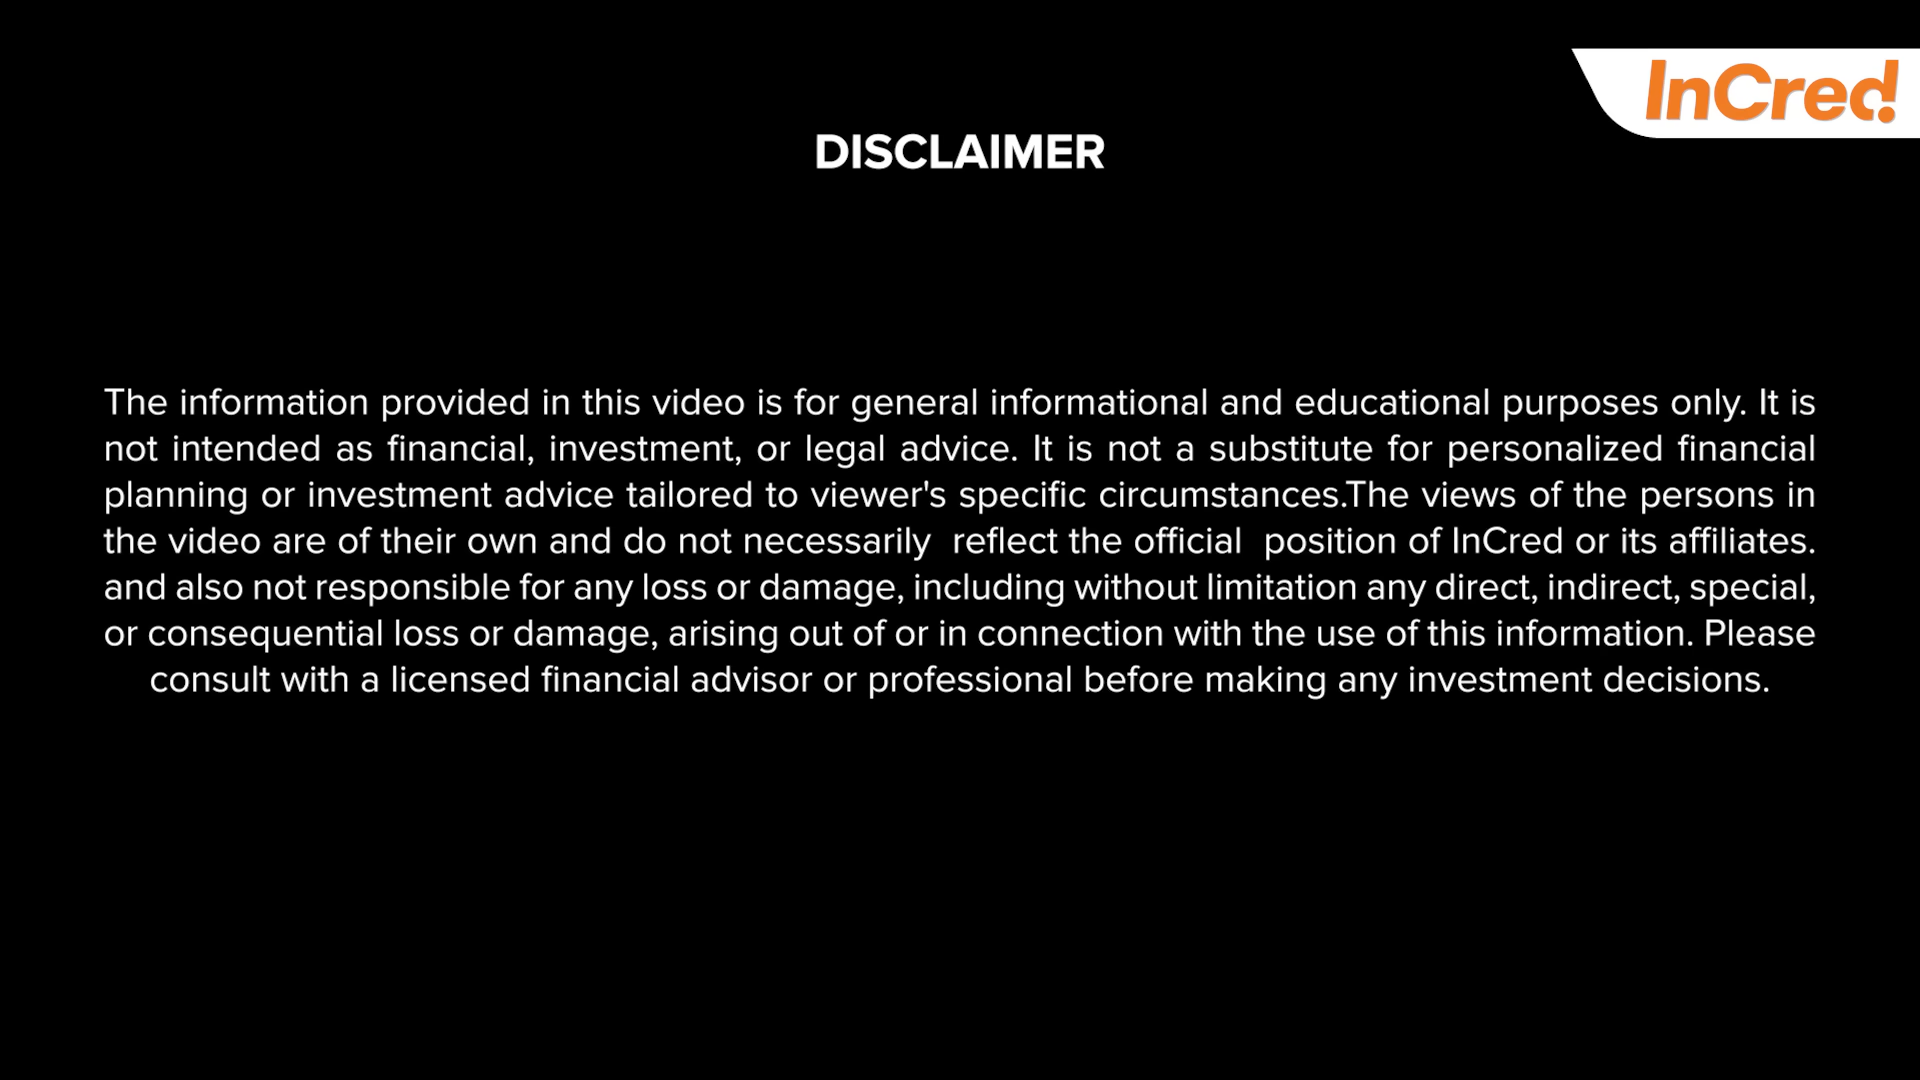 InCred
DISCLAIMER
The information provided in this video is for general informational and educational purposes only. It is
not intended as financial, investment, or legal advice. It is not a substitute for personalized financial
planning or investment advice tailored to viewer's specific circumstances.The views of the persons in
the video are of their own and do not necessarily  reflect the official  position of InCred or its affiliates.
and also not responsible for any loss or damage, including without limitation any direct, indirect, special,
or consequential loss or damage, arising out of or in connection with the use of this information. Please
consult with a licensed financial advisor or professional before making any investment decisions.